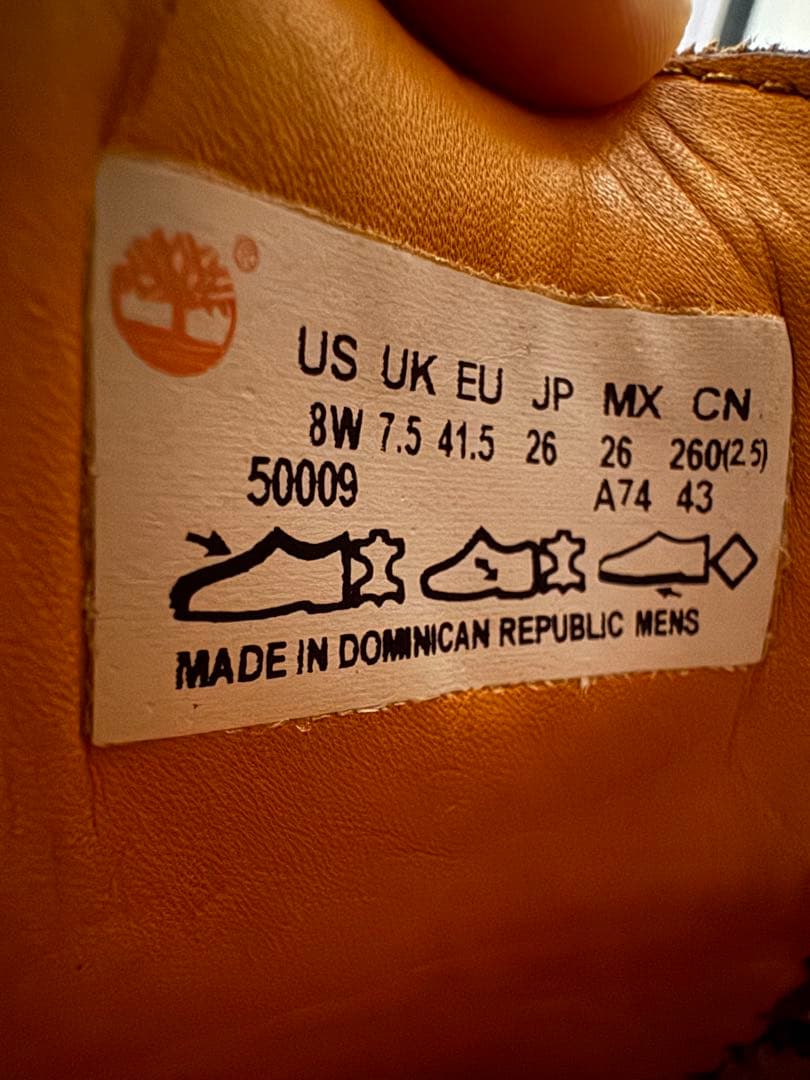 ®
US UK EU JP MX CN
8W 7.5 41.5 26 26 260(2.5)
50009 A74 43
MADE IN DOMINICAN REPUBLIC MENS